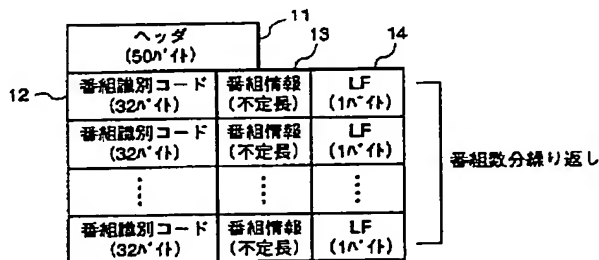 11
ヘッダ
(50ﾊﾞｲﾄ)
13
14
12
番組識別コード
(32ﾊﾞｲﾄ)
番組情報
(不定長)
LF
(1ﾊﾞｲﾄ)
番組識別コード
(32ﾊﾞｲﾄ)
番組情報
(不定長)
LF
(1ﾊﾞｲﾄ)
番組数分繰り返し
番組識別コード
(32ﾊﾞｲﾄ)
番組情報
(不定長)
LF
(1ﾊﾞｲﾄ)